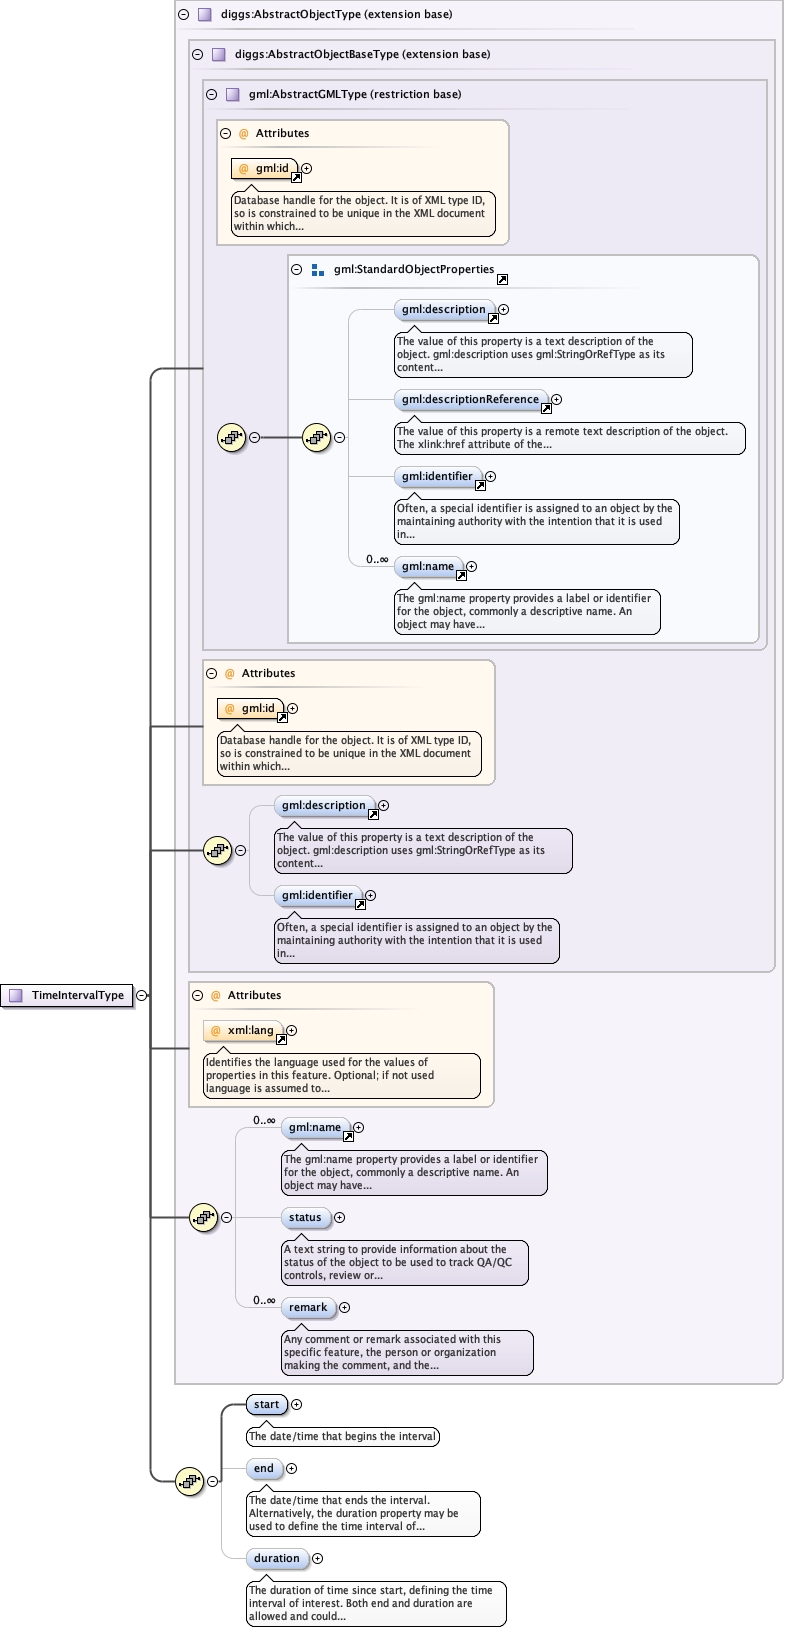 diggs:AbstractObjectType (extension base)
diggs:AbstractObjectBaseType (extension base)
gml:AbstractGMLType (restriction base)
@ Attributes
@ gml:id
Database handle for the object. It is of XML type ID,
so is constrained to be unique in the XML document
within which...
gml:StandardObjectProperties
gml:description
The value of this property is a text description of the
object. gml:description uses gml:StringOrRefType as its
content...
gml:descriptionReference
The value of this property is a remote text description of the object.
The xlink:href attribute of the...
gml:identifier
Often, a special identifier is assigned to an object by the
maintaining authority with the intention that it is used
in...
0..∞
gml:name
The gml:name property provides a label or identifier
for the object, commonly a descriptive name. An
object may have...
@ Attributes
@ gml:id
Database handle for the object. It is of XML type ID,
so is constrained to be unique in the XML document
within which...
gml:description
The value of this property is a text description of the
object. gml:description uses gml:StringOrRefType as its
content...
gml:identifier
Often, a special identifier is assigned to an object by the
maintaining authority with the intention that it is used
in...
TimeIntervalType
@ Attributes
@ xml:lang
Identifies the language used for the values of
properties in this feature. Optional; if not used
language is assumed to...
0..∞
gml:name
The gml:name property provides a label or identifier
for the object, commonly a descriptive name. An
object may have...
status
A text string to provide information about the
status of the object to be used to track QA/QC
controls, review or...
0..∞
remark
Any comment or remark associated with this
specific feature, the person or organization
making the comment, and the...
start
The date/time that begins the interval
end
The date/time that ends the interval.
Alternatively, the duration property may be
used to define the time interval of...
duration
The duration of time since start, defining the time
interval of interest. Both end and duration are
allowed and could...